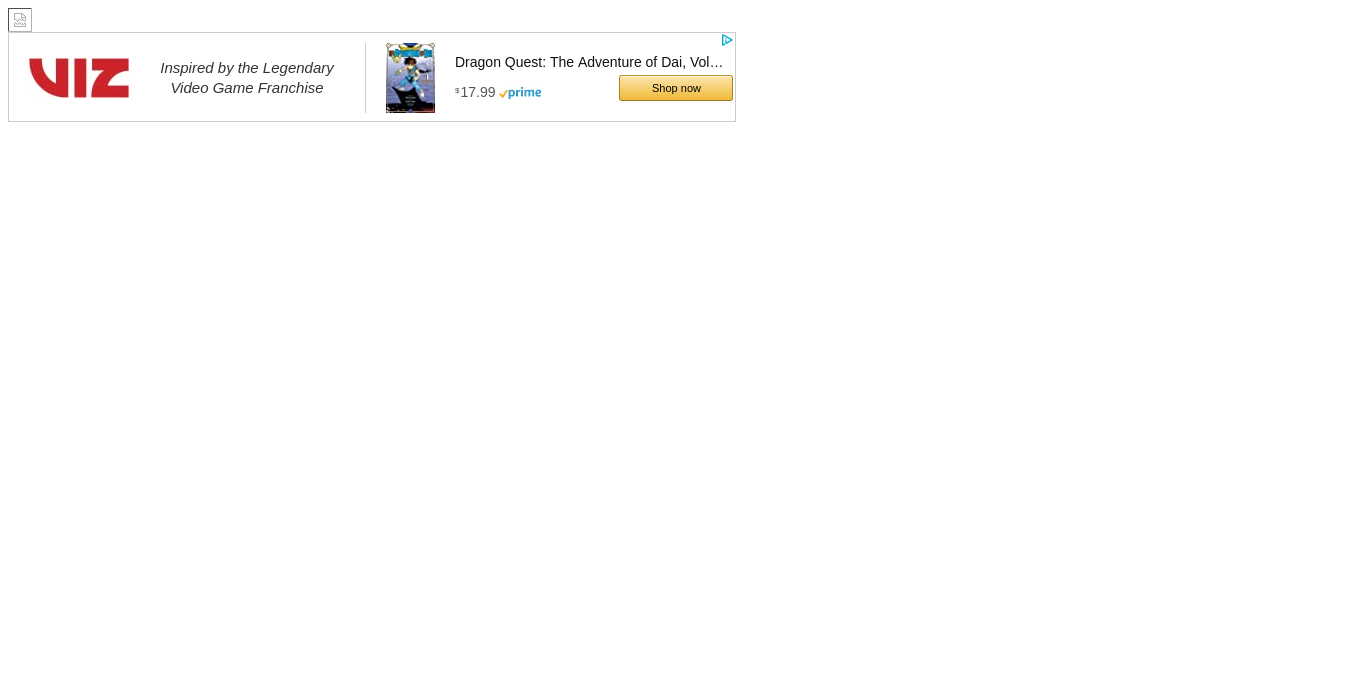 VIZ
Inspired by the Legendary
Video Game Franchise
Dragon Quest: The Adventure of Dai, Vol…
$17.99 prime
Shop now